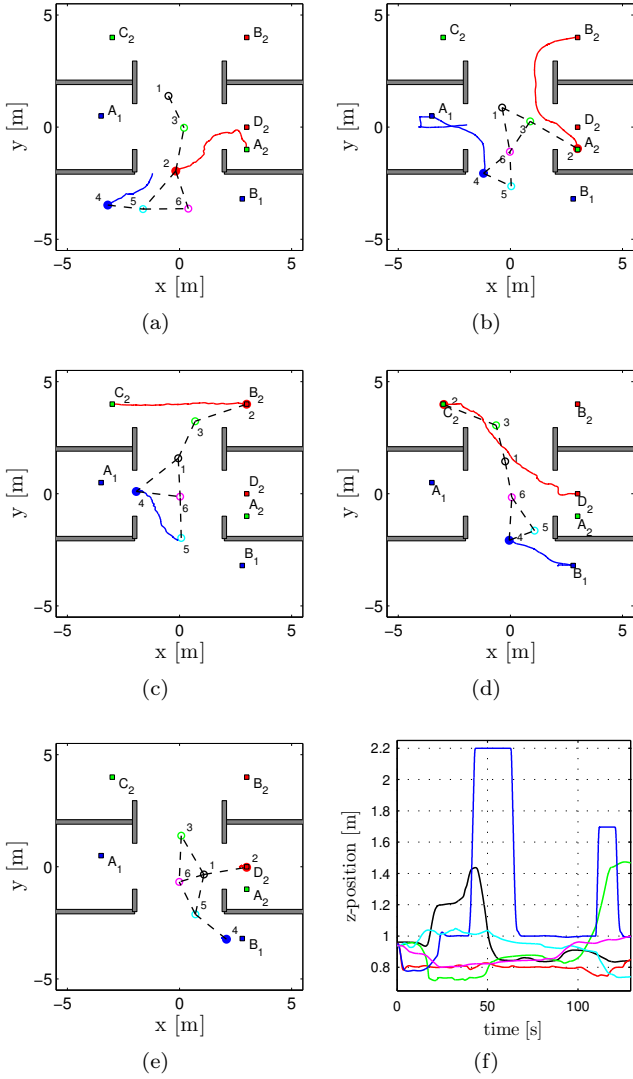 5
0
−5
y [m]
−5 0 5
x [m]
C₂
B₂
A₁
D₂
A₂
B₁
1
3
2
4
5
6
(a)
5
0
−5
y [m]
−5 0 5
x [m]
C₂
B₂
A₁
D₂
A₂
B₁
1
3
2
6
4
5
(b)
5
0
−5
y [m]
−5 0 5
x [m]
C₂
B₂
2
3
A₁
1
D₂
4
6
A₂
5
B₁
(c)
5
0
−5
y [m]
−5 0 5
x [m]
2
C₂
B₂
3
A₁
1
D₂
6
A₂
5
4
B₁
(d)
5
0
−5
y [m]
−5 0 5
x [m]
C₂
B₂
3
A₁
1
2
D₂
6
A₂
5
4
B₁
(e)
2.2
1.8
1.4
1
0.8
z-position [m]
0 50 100
time [s]
(f)